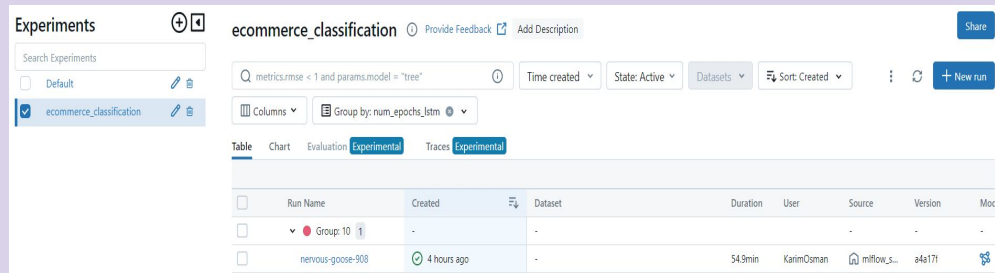 Experiments
Search Experiments
Default
ecommerce_classification
ecommerce_classification Provide Feedback Add Description Share
metrics.rmse < 1 and params.model = "tree" Time created State: Active Datasets Sort: Created + New run
Columns Group by: num_epochs_lstm
Table Chart Evaluation Experimental Traces Experimental
Run Name Created Dataset Duration User Source Version Mod
Group: 10 1 - - - - - - -
nervous-goose-908 4 hours ago - 54.9min KarimOsman mlflow_s... a4a17f